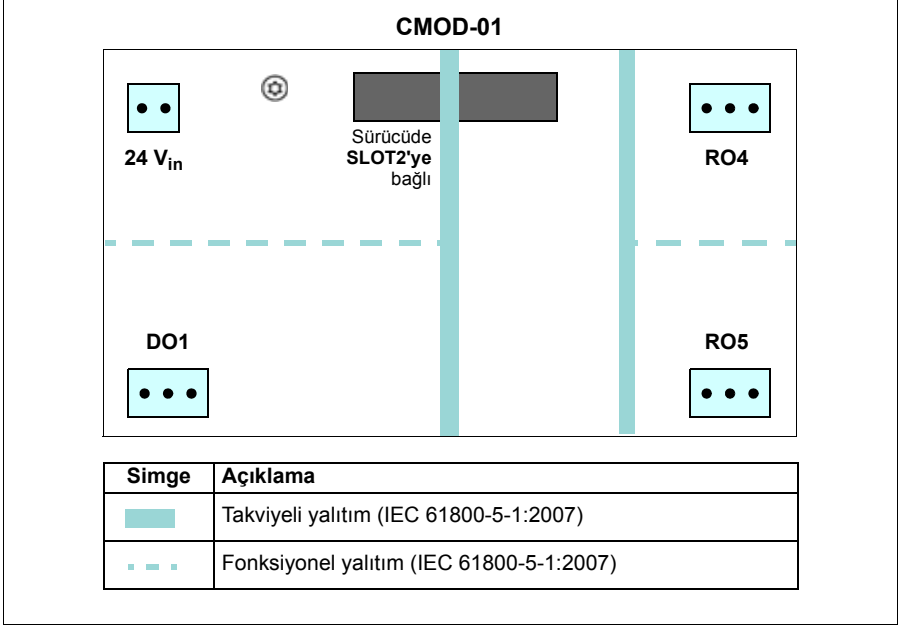 CMOD-01
24 Vin
Sürücüde
SLOT2'ye
bağlı
RO4
DO1
RO5
Simge Açıklama
Takviyeli yalıtım (IEC 61800-5-1:2007)
Fonksiyonel yalıtım (IEC 61800-5-1:2007)